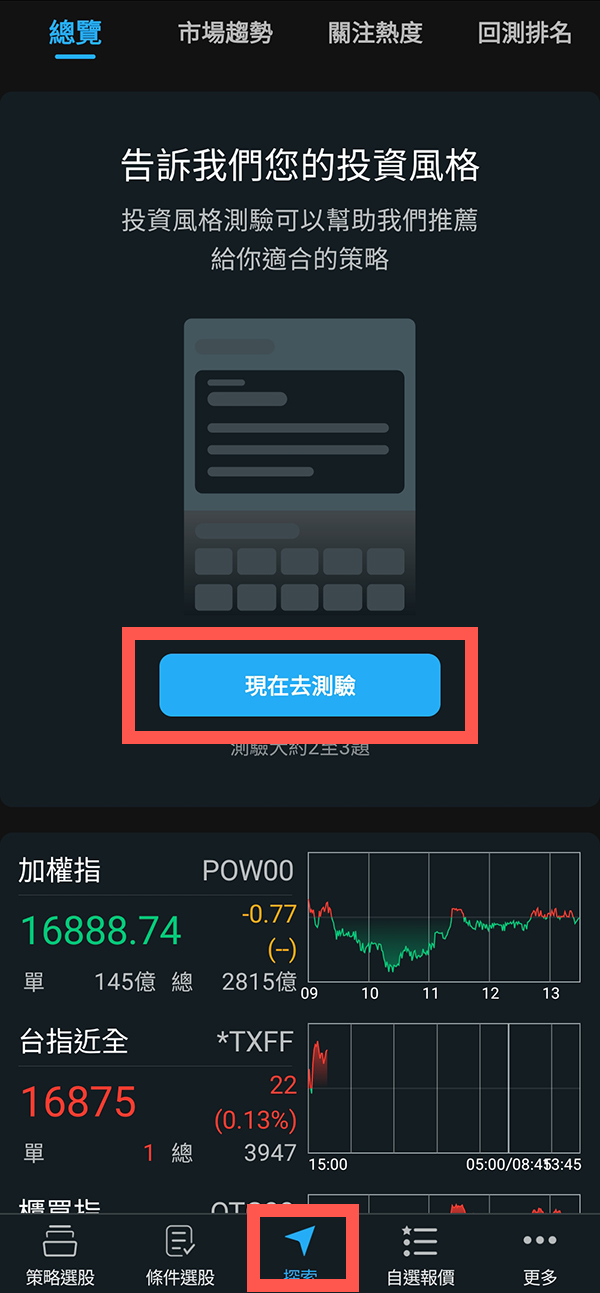 總覽 市場趨勢 關注熱度 回測排名
告訴我們您的投資風格
投資風格測驗可以幫助我們推薦
給你適合的策略
現在去測驗
測驗大約2至3題
加權指 POW00
16888.74 -0.77
(--)
單 145億 總 2815億
09 10 11 12 13
台指近全 *TXFF
16875 22
(0.13%)
單 1 總 3947
15:00 05:00/08:45 13:45
櫃買指
策略選股 條件選股 探索 自選報價 更多